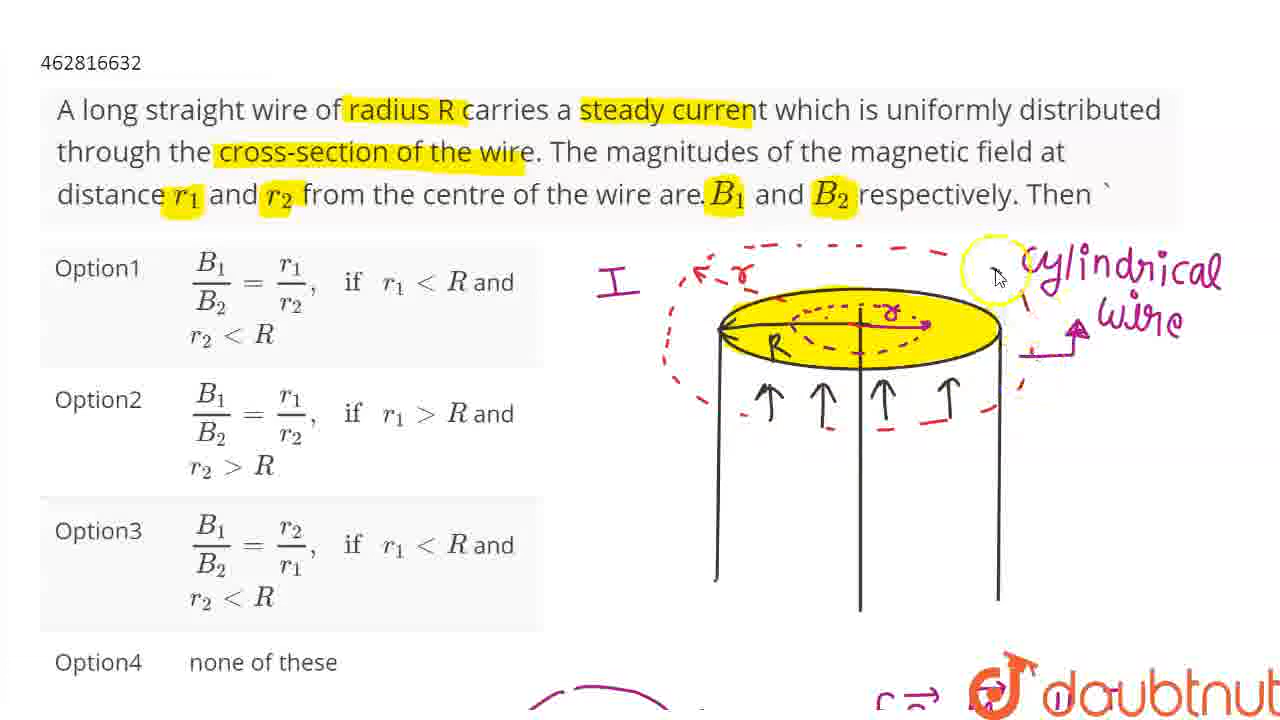 462816632
A long straight wire of radius R carries a steady current which is uniformly distributed
through the cross-section of the wire. The magnitudes of the magnetic field at
distance r₁ and r₂ from the centre of the wire are. B₁ and B₂ respectively. Then `
Option1 B₁/B₂ = r₁/r₂, if r₁ < R and
r₂ < R
Option2 B₁/B₂ = r₁/r₂, if r₁ > R and
r₂ > R
Option3 B₁/B₂ = r₂/r₁, if r₁ < R and
r₂ < R
Option4 none of these
I
r
r
R
Cylindrical
wire
doubtnut